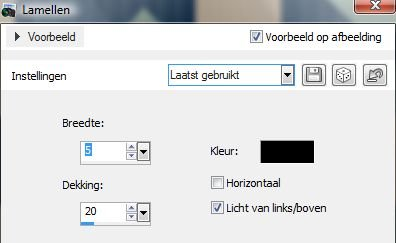 Lamellen
Voorbeeld
Voorbeeld op afbeelding
Instellingen
Laatst gebruikt
Breedte:
5
Kleur:
Dekking:
Horizontaal
20
Licht van links/boven